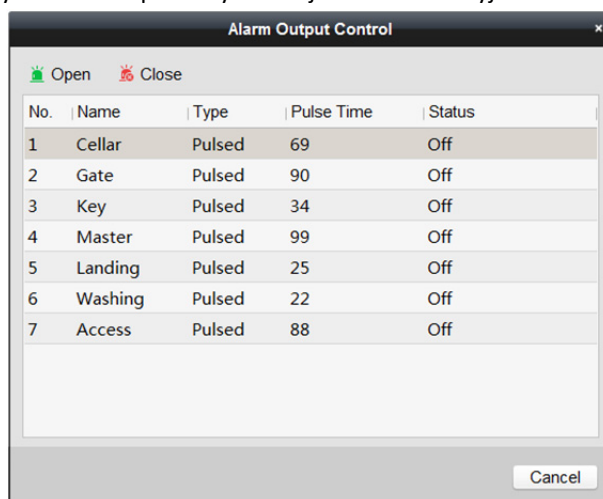 Alarm Output Control ×
Open Close
No. Name Type Pulse Time Status
1 Cellar Pulsed 69 Off
2 Gate Pulsed 90 Off
3 Key Pulsed 34 Off
4 Master Pulsed 99 Off
5 Landing Pulsed 25 Off
6 Washing Pulsed 22 Off
7 Access Pulsed 88 Off
Cancel